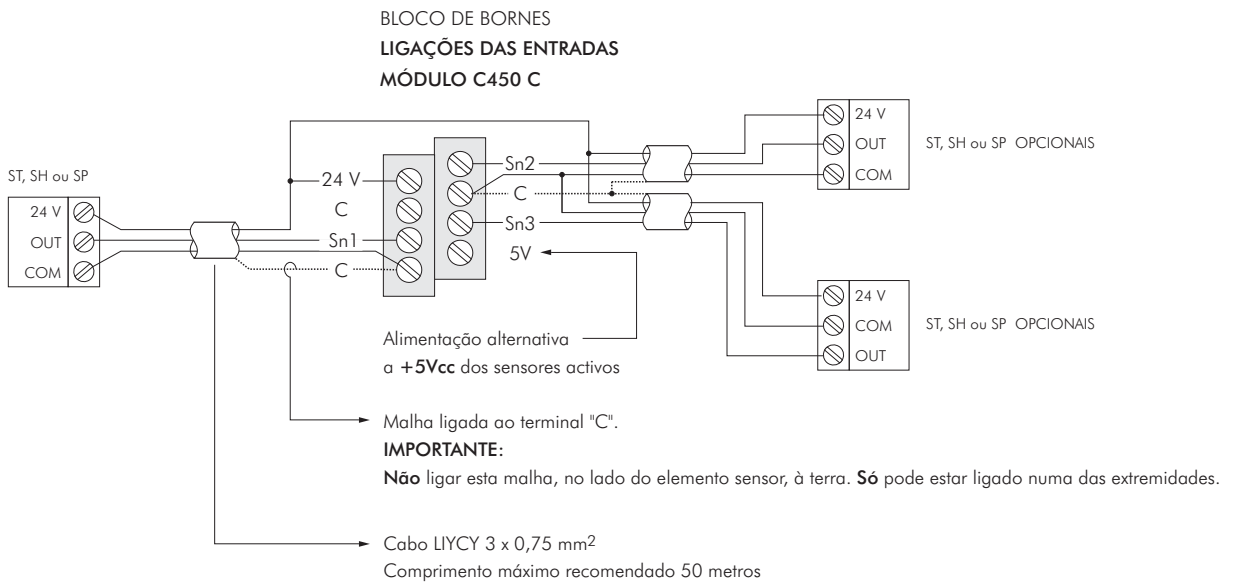 BLOCO DE BORNES
LIGAÇÕES DAS ENTRADAS
MÓDULO C450 C
ST, SH ou SP
24 V
OUT
COM
24 V
C
Sn1
C
Sn2
C
Sn3
5V
24 V
OUT
COM
ST, SH ou SP OPCIONAIS
24 V
COM
OUT
ST, SH ou SP OPCIONAIS
Alimentação alternativa
a +5Vcc dos sensores activos
Malha ligada ao terminal "C".
IMPORTANTE:
Não ligar esta malha, no lado do elemento sensor, à terra. Só pode estar ligado numa das extremidades.
Cabo LIYCY 3 x 0,75 mm2
Comprimento máximo recomendado 50 metros